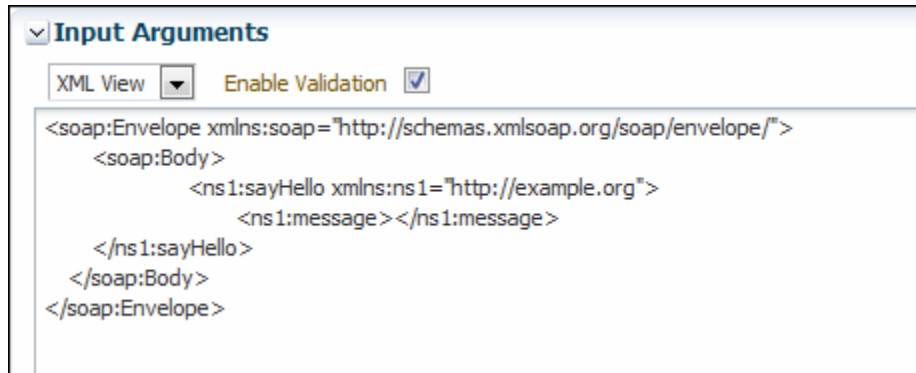 Input Arguments
XML View Enable Validation
<soap:Envelope xmlns:soap="http://schemas.xmlsoap.org/soap/envelope/">
<soap:Body>
<ns1:sayHello xmlns:ns1="http://example.org">
<ns1:message></ns1:message>
</ns1:sayHello>
</soap:Body>
</soap:Envelope>